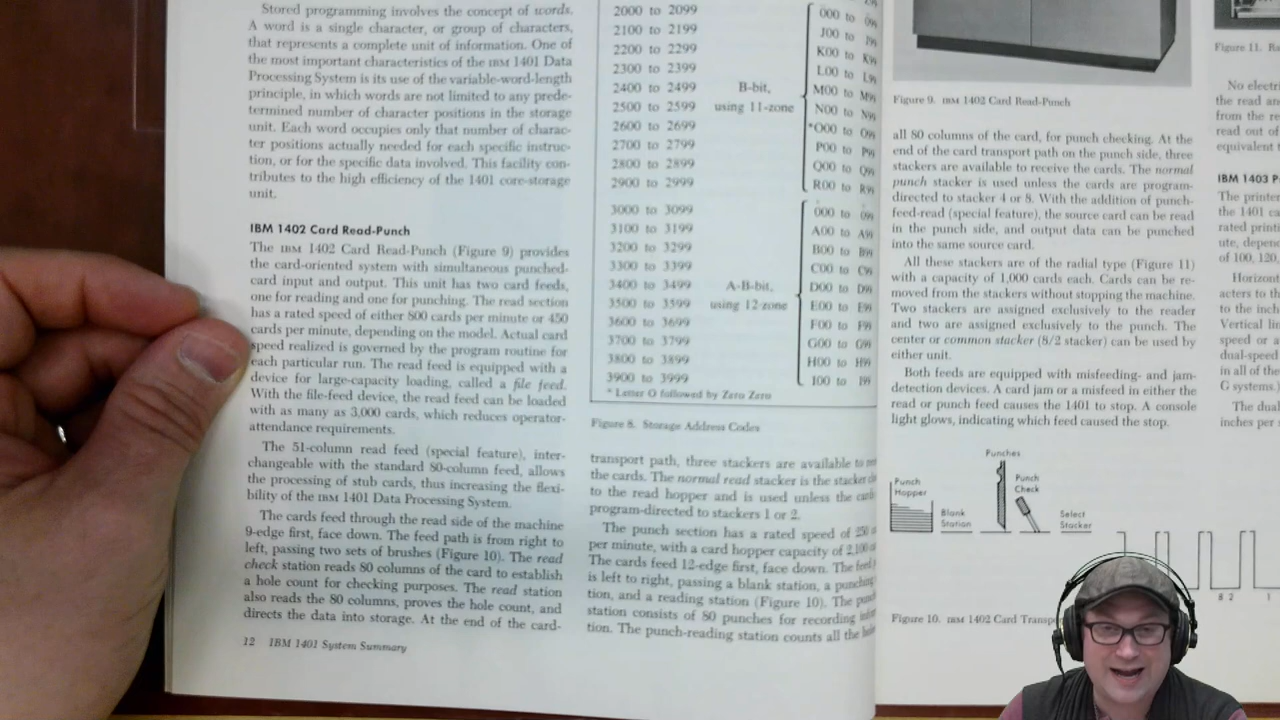 Stored programming involves the concept of words.
A word is a single character, or group of characters,
that represents a complete unit of information. One of
the most important characteristics of the IBM 1401 Data
Processing System is its use of the variable-word-length
principle, in which words are not limited to any prede-
termined number of character positions in the storage
unit. Each word occupies only that number of charac-
ter positions actually needed for each specific instruc-
tion, or for the specific data involved. This facility con-
tributes to the high efficiency of the 1401 core-storage
unit.
IBM 1402 Card Read-Punch
The IBM 1402 Card Read-Punch (Figure 9) provides
the card-oriented system with simultaneous punched-
card input and output. This unit has two card feeds,
one for reading and one for punching. The read section
has a rated speed of either 800 cards per minute or 450
cards per minute, depending on the model. Actual card
speed realized is governed by the program routine for
each particular run. The read feed is equipped with a
device for large-capacity loading, called a file feed.
With the file-feed device, the read feed can be loaded
with as many as 3,000 cards, which reduces operator-
attendance requirements.
The 51-column read feed (special feature), inter-
changeable with the standard 80-column feed, allows
the processing of stub cards, thus increasing the flexi-
bility of the IBM 1401 Data Processing System.
The cards feed through the read side of the machine
9-edge first, face down. The feed path is from right to
left, passing two sets of brushes (Figure 10). The read
check station reads 80 columns of the card to establish
a hole count for checking purposes. The read station
also reads the 80 columns, proves the hole count, and
directs the data into storage. At the end of the card-
12 IBM 1401 System Summary
2000 to 2099 000 to 099
2100 to 2199 J00 to J99
2200 to 2299 K00 to K99
2300 to 2399 L00 to L99
2400 to 2499 B-bit, M00 to M99
2500 to 2599 using 11-zone N00 to N99
2600 to 2699 *O00 to O99
2700 to 2799 P00 to P99
2800 to 2899 Q00 to Q99
2900 to 2999 R00 to R99
3000 to 3099 000 to 099
3100 to 3199 A00 to A99
3200 to 3299 B00 to B99
3300 to 3399 C00 to C99
3400 to 3499 A-B-bit, D00 to D99
3500 to 3599 using 12-zone E00 to E99
3600 to 3699 F00 to F99
3700 to 3799 G00 to G99
3800 to 3899 H00 to H99
3900 to 3999 I00 to I99
* Letter O followed by Zero Zero
Figure 8. Storage Address Codes
transport path, three stackers are available to
the cards. The normal read stacker is the stacker
to the read hopper and is used unless the cards
program-directed to stackers 1 or 2.
The punch section has a rated speed of 250
per minute, with a card hopper capacity of
The cards feed 12-edge first, face down. The feed
is left to right, passing a blank station, a punching
tion, and a reading station (Figure 10). The punch
station consists of 80 punches for recording
tion. The punch-reading station counts all the
Figure 9. IBM 1402 Card Read-Punch
all 80 columns of the card, for punch checking. At the
end of the card transport path on the punch side, three
stackers are available to receive the cards. The normal
punch stacker is used unless the cards are program-
directed to stacker 4 or 8. With the addition of punch-
feed-read (special feature), the source card can be read
in the punch side, and output data can be punched
into the same source card.
All these stackers are of the radial type (Figure 11)
with a capacity of 1,000 cards each. Cards can be re-
moved from the stackers without stopping the machine.
Two stackers are assigned exclusively to the reader
and two are assigned exclusively to the punch. The
center or common stacker (8/2 stacker) can be used by
either unit.
Both feeds are equipped with misfeeding- and jam-
detection devices. A card jam or a misfeed in either the
read or punch feed causes the 1401 to stop. A console
light glows, indicating which feed caused the stop.
Punches
Punch
Hopper
Blank
Station
Punch
Check
Select
Stacker
8 2 1
Figure 10. IBM 1402 Card
Figure 11.
No
the read
from the
read out of
equivalent
IBM 1403
The printer
the 1401
rated
ute,
of 100, 120,
acters to the
to the
Vertical
speed or a
dual-speed
in all of the
G systems.
The dual
inches per